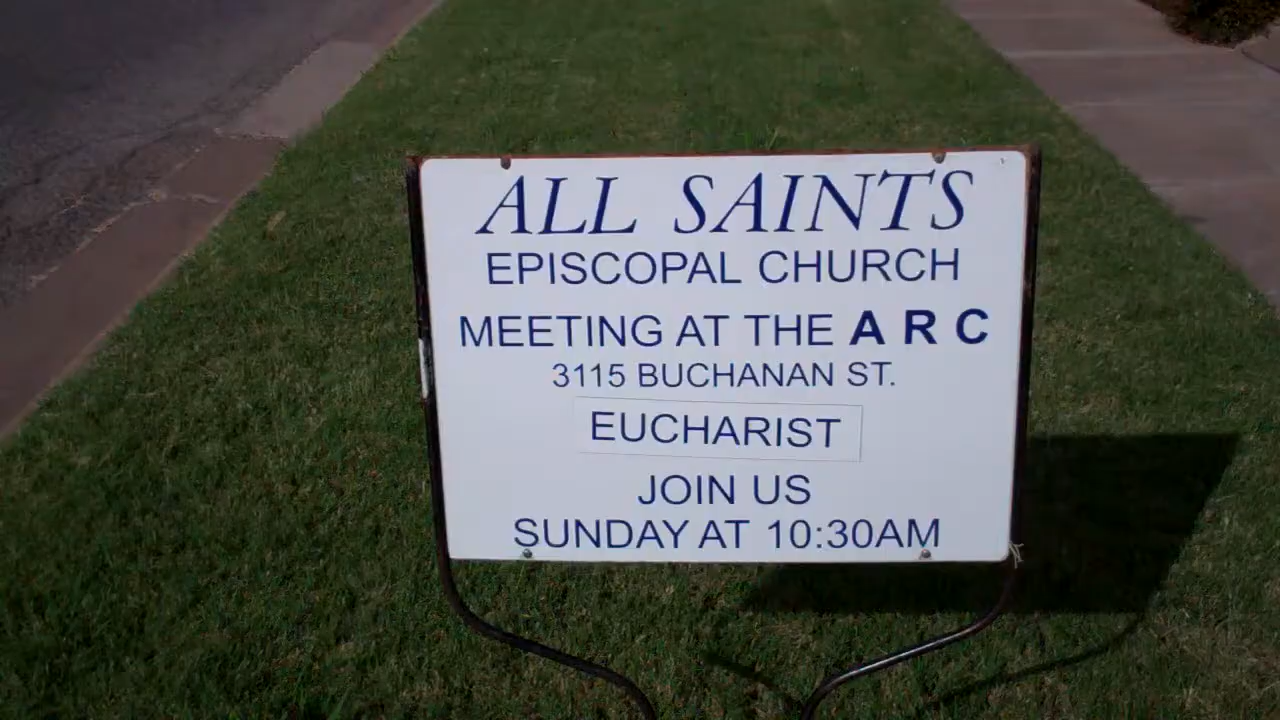 ALL SAINTS
EPISCOPAL CHURCH
MEETING AT THE A R C
3115 BUCHANAN ST.
EUCHARIST
JOIN US
SUNDAY AT 10:30AM